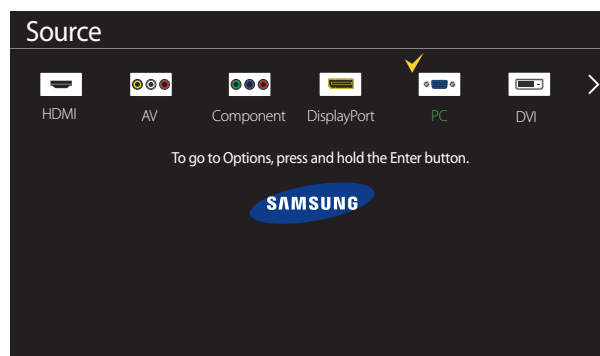 Source
HDMI AV Component DisplayPort PC DVI
To go to Options, press and hold the Enter button.
SAMSUNG